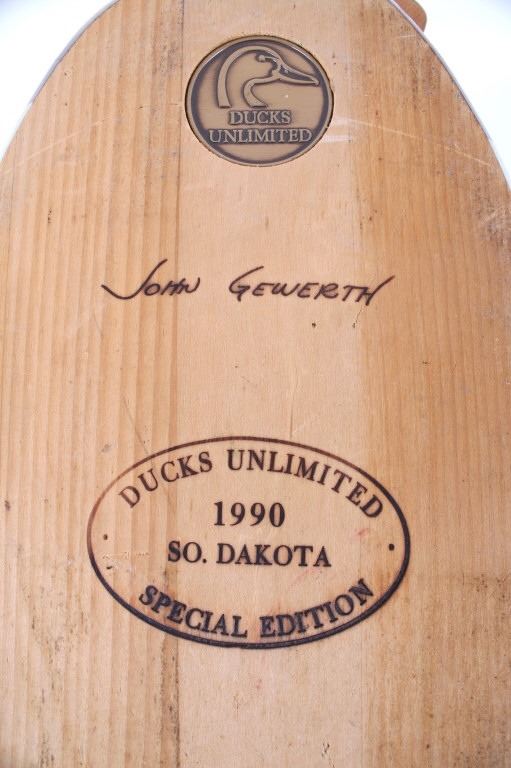 DUCKS
UNLIMITED
JOHN GEWERTH
DUCKS UNLIMITED
1990
SO. DAKOTA
SPECIAL EDITION